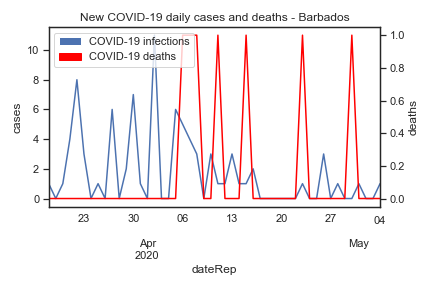 New COVID-19 daily cases and deaths - Barbados
COVID-19 infections
COVID-19 deaths
cases
10
8
6
4
2
0
deaths
1.0
0.8
0.6
0.4
0.2
0.0
23 30 06 13 20 27 04
Apr May
2020
dateRep